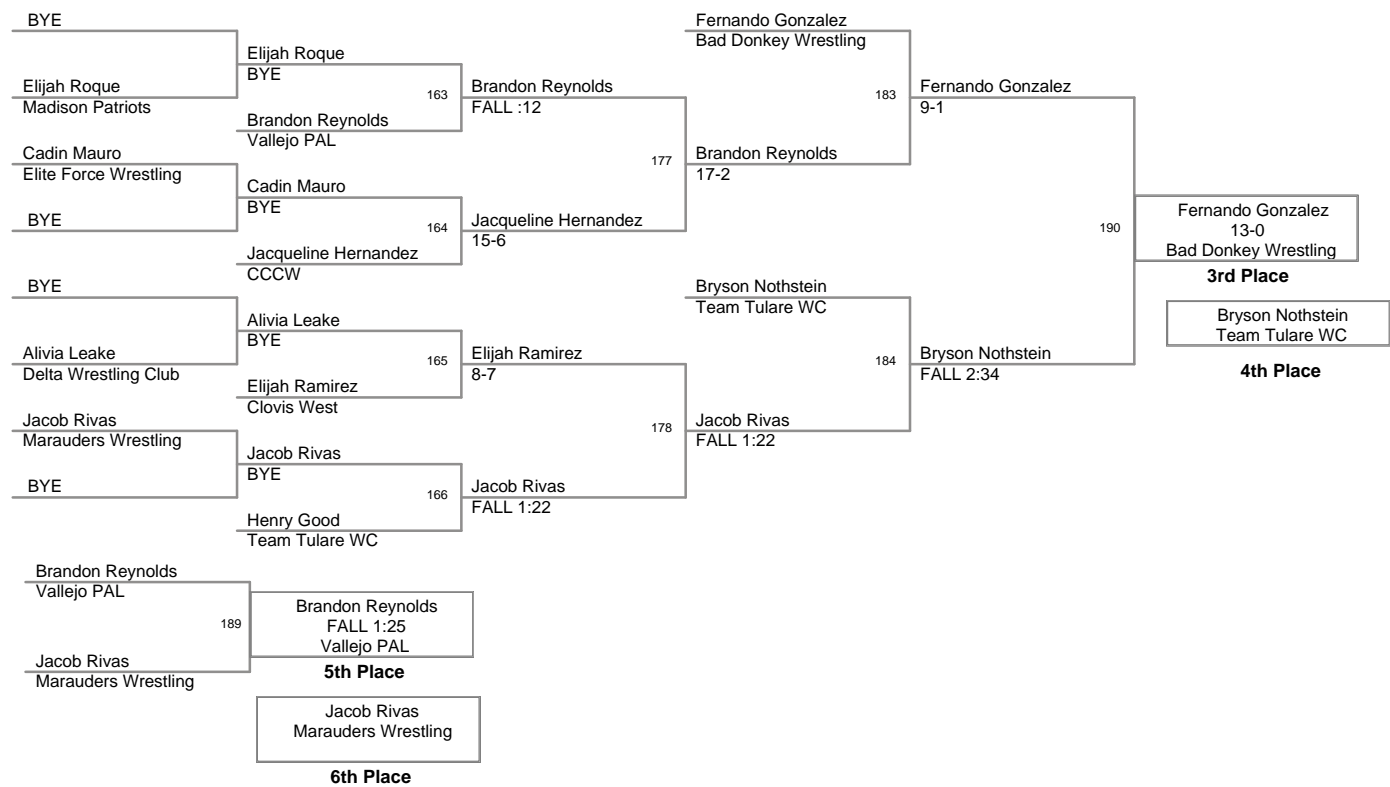 BYE
Elijah Roque
Madison Patriots
Cadin Mauro
Elite Force Wrestling
BYE
BYE
Alivia Leake
Delta Wrestling Club
Jacob Rivas
Marauders Wrestling
BYE
Elijah Roque
BYE
163
Brandon Reynolds
Vallejo PAL
Cadin Mauro
BYE
164
Jacqueline Hernandez
CCCW
Alivia Leake
BYE
165
Elijah Ramirez
Clovis West
Jacob Rivas
BYE
166
Henry Good
Team Tulare WC
Brandon Reynolds
FALL :12
177
Jacqueline Hernandez
15-6
Elijah Ramirez
8-7
178
Jacob Rivas
FALL 1:22
Fernando Gonzalez
Bad Donkey Wrestling
183
Brandon Reynolds
17-2
Bryson Nothstein
Team Tulare WC
184
Jacob Rivas
FALL 1:22
Fernando Gonzalez
9-1
190
Bryson Nothstein
FALL 2:34
Fernando Gonzalez
13-0
Bad Donkey Wrestling
3rd Place
Bryson Nothstein
Team Tulare WC
4th Place
Brandon Reynolds
Vallejo PAL
189
Jacob Rivas
Marauders Wrestling
Brandon Reynolds
FALL 1:25
Vallejo PAL
5th Place
Jacob Rivas
Marauders Wrestling
6th Place